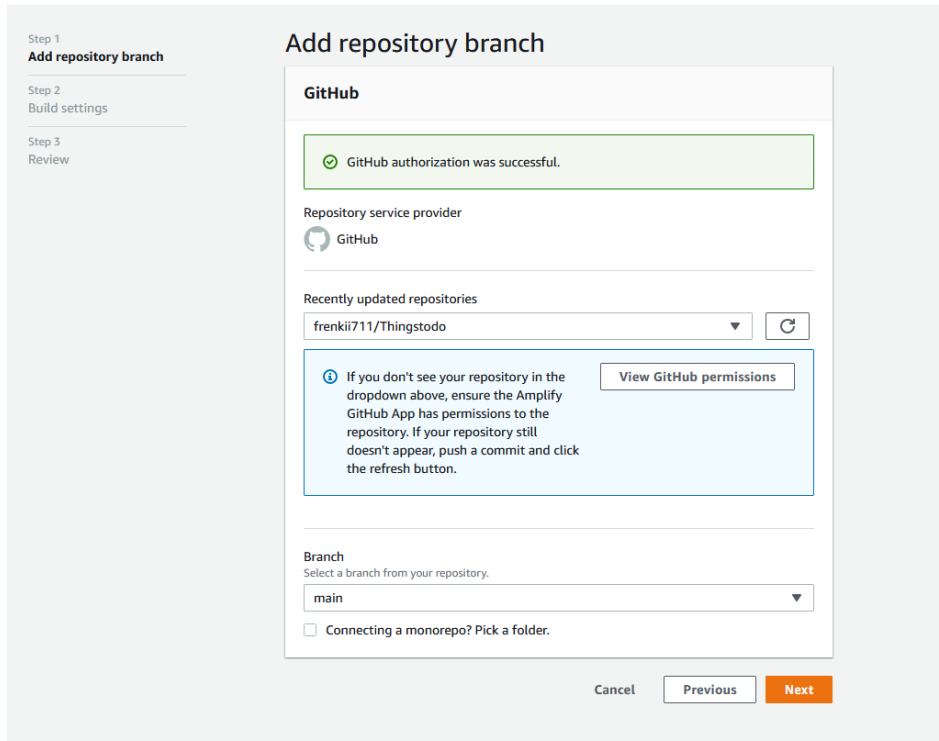 Step 1
Add repository branch
Step 2
Build settings
Step 3
Review
Add repository branch
GitHub
GitHub authorization was successful.
Repository service provider
GitHub
Recently updated repositories
frenkii711/Thingstodo
If you don't see your repository in the
dropdown above, ensure the Amplify
GitHub App has permissions to the
repository. If your repository still
doesn't appear, push a commit and click
the refresh button.
View GitHub permissions
Branch
Select a branch from your repository.
main
Connecting a monorepo? Pick a folder.
Cancel
Previous
Next